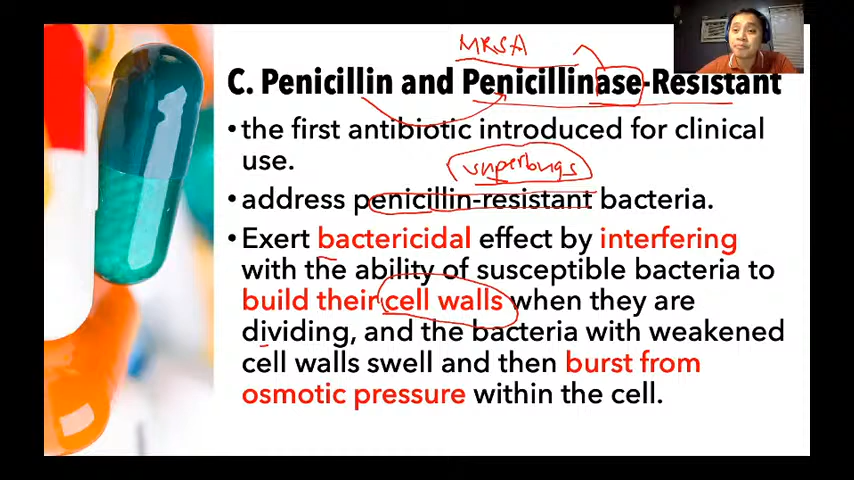 MRSA
C. Penicillin and Penicillinase-Resistant
• the first antibiotic introduced for clinical
use.
superbugs
• address penicillin-resistant bacteria.
• Exert bactericidal effect by interfering
with the ability of susceptible bacteria to
build their cell walls when they are
dividing, and the bacteria with weakened
cell walls swell and then burst from
osmotic pressure within the cell.